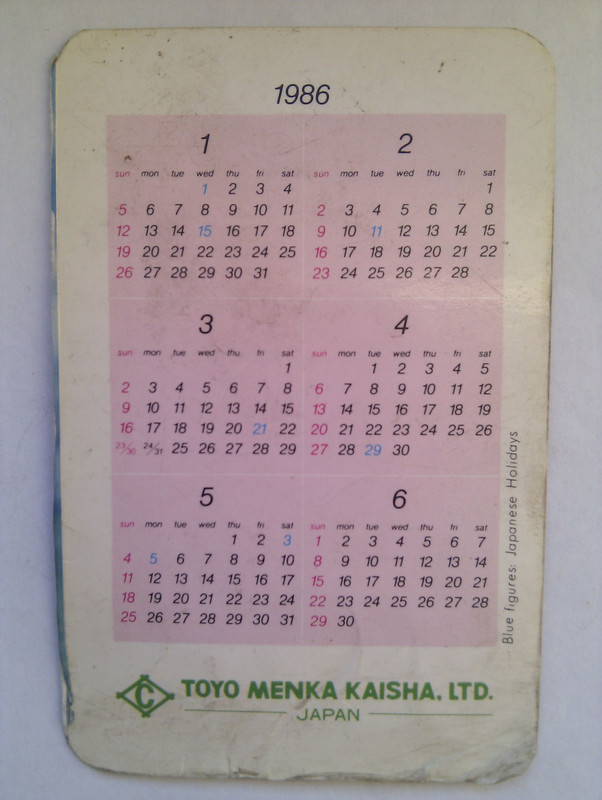 1986
1
sun mon tue wed thu fri sat
1 2 3 4
5 6 7 8 9 10 11
12 13 14 15 16 17 18
19 20 21 22 23 24 25
26 27 28 29 30 31
2
sun mon tue wed thu fri sat
1
2 3 4 5 6 7 8
9 10 11 12 13 14 15
16 17 18 19 20 21 22
23 24 25 26 27 28
3
sun mon tue wed thu fri sat
1
2 3 4 5 6 7 8
9 10 11 12 13 14 15
16 17 18 19 20 21 22
23/30 24/31 25 26 27 28 29
4
sun mon tue wed thu fri sat
1 2 3 4 5
6 7 8 9 10 11 12
13 14 15 16 17 18 19
20 21 22 23 24 25 26
27 28 29 30
5
sun mon tue wed thu fri sat
1 2 3
4 5 6 7 8 9 10
11 12 13 14 15 16 17
18 19 20 21 22 23 24
25 26 27 28 29 30 31
6
sun mon tue wed thu fri sat
1 2 3 4 5 6 7
8 9 10 11 12 13 14
15 16 17 18 19 20 21
22 23 24 25 26 27 28
29 30
Blue figures: Japanese Holidays
C TOYO MENKA KAISHA, LTD.
JAPAN